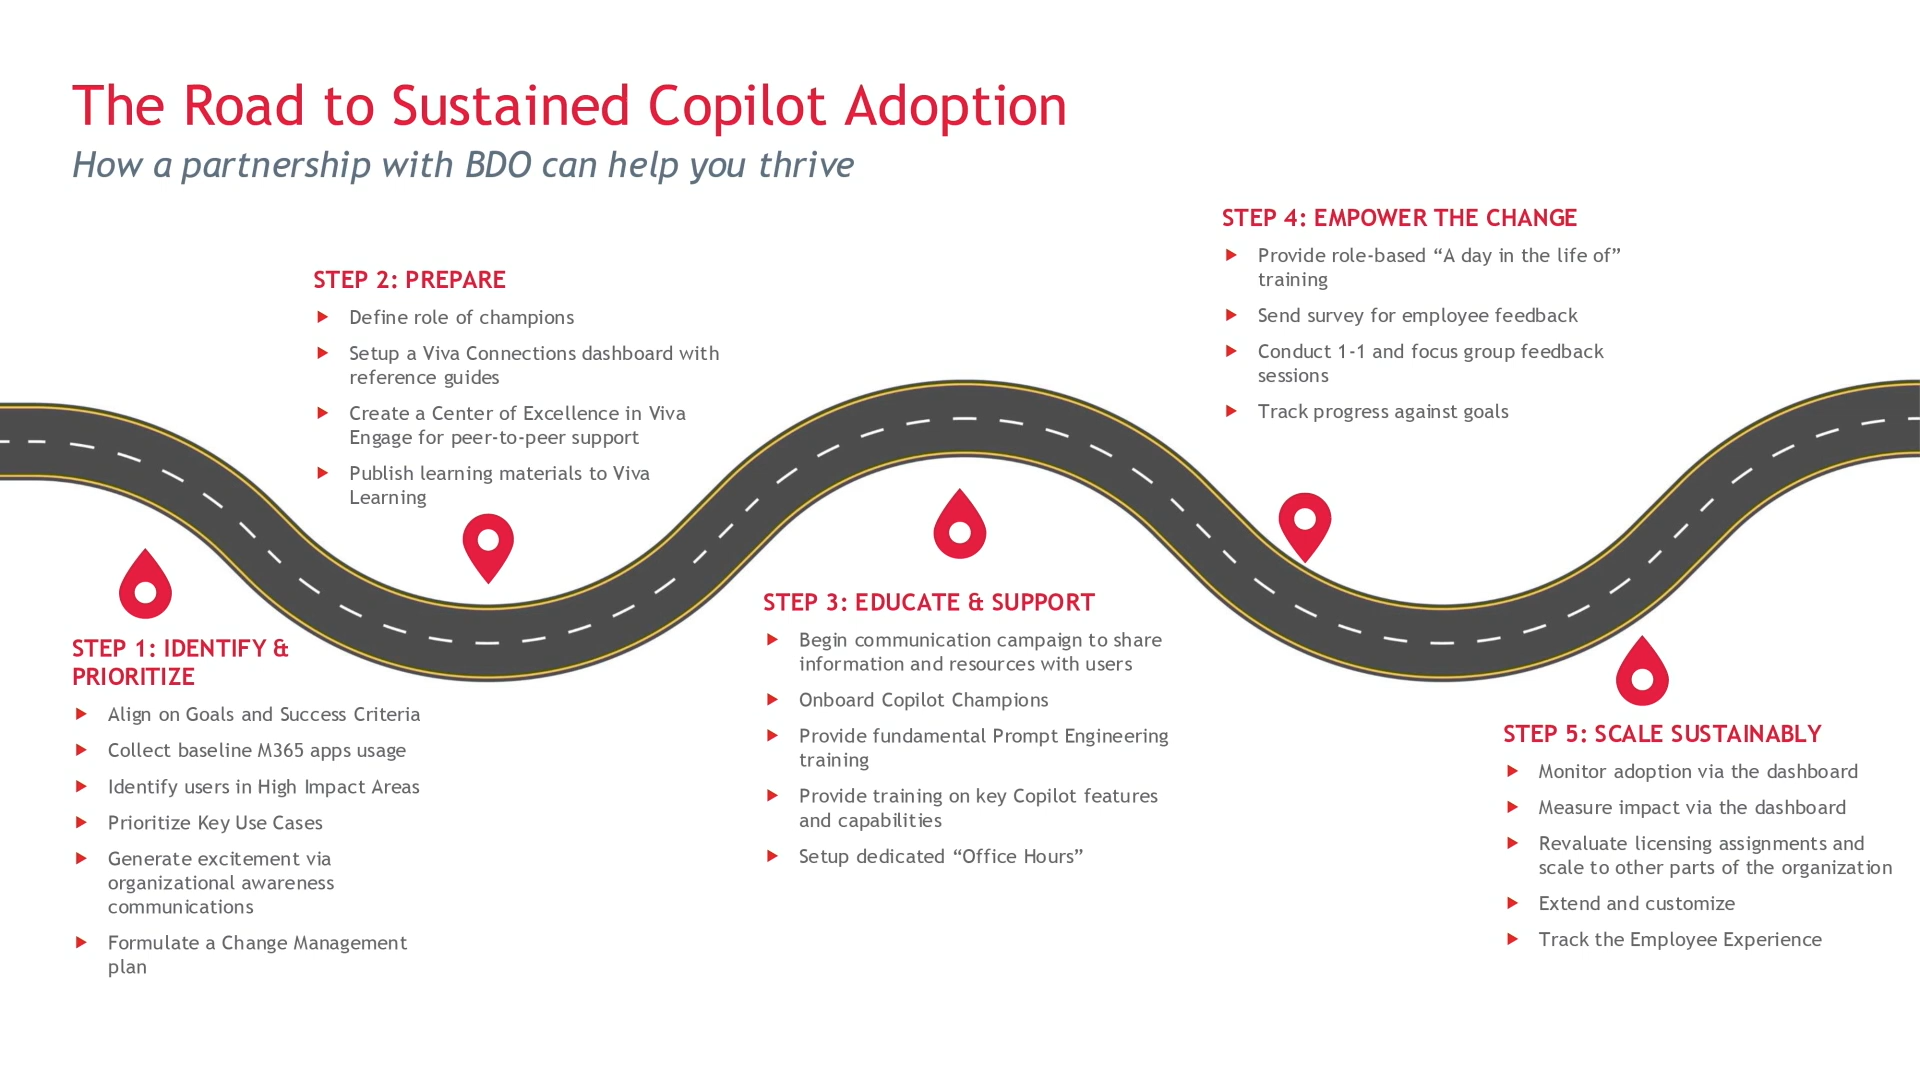 The Road to Sustained Copilot Adoption
How a partnership with BDO can help you thrive
STEP 1: IDENTIFY &
PRIORITIZE
Align on Goals and Success Criteria
Collect baseline M365 apps usage
Identify users in High Impact Areas
Prioritize Key Use Cases
Generate excitement via
organizational awareness
communications
Formulate a Change Management
plan
STEP 2: PREPARE
Define role of champions
Setup a Viva Connections dashboard with
reference guides
Create a Center of Excellence in Viva
Engage for peer-to-peer support
Publish learning materials to Viva
Learning
STEP 3: EDUCATE & SUPPORT
Begin communication campaign to share
information and resources with users
Onboard Copilot Champions
Provide fundamental Prompt Engineering
training
Provide training on key Copilot features
and capabilities
Setup dedicated “Office Hours”
STEP 4: EMPOWER THE CHANGE
Provide role-based “A day in the life of”
training
Send survey for employee feedback
Conduct 1-1 and focus group feedback
sessions
Track progress against goals
STEP 5: SCALE SUSTAINABLY
Monitor adoption via the dashboard
Measure impact via the dashboard
Revaluate licensing assignments and
scale to other parts of the organization
Extend and customize
Track the Employee Experience